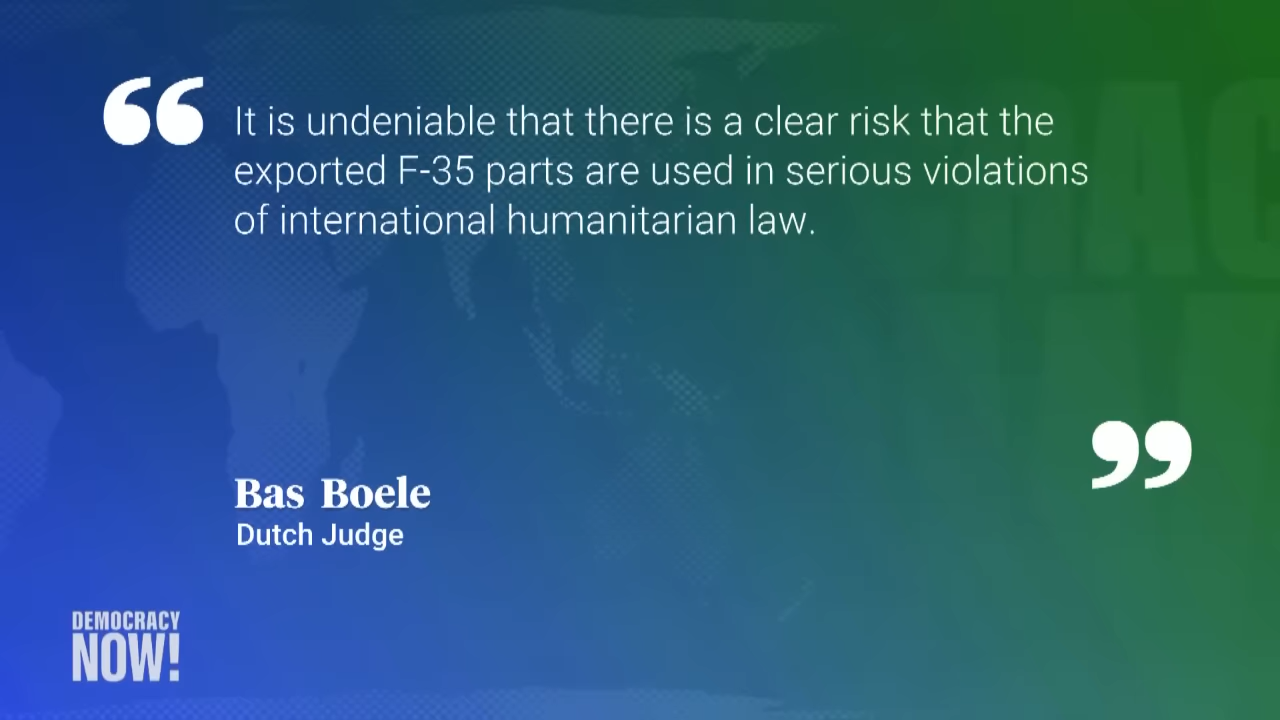 “
It is undeniable that there is a clear risk that the
exported F-35 parts are used in serious violations
of international humanitarian law.
”
Bas Boele
Dutch Judge
DEMOCRACY
NOW!